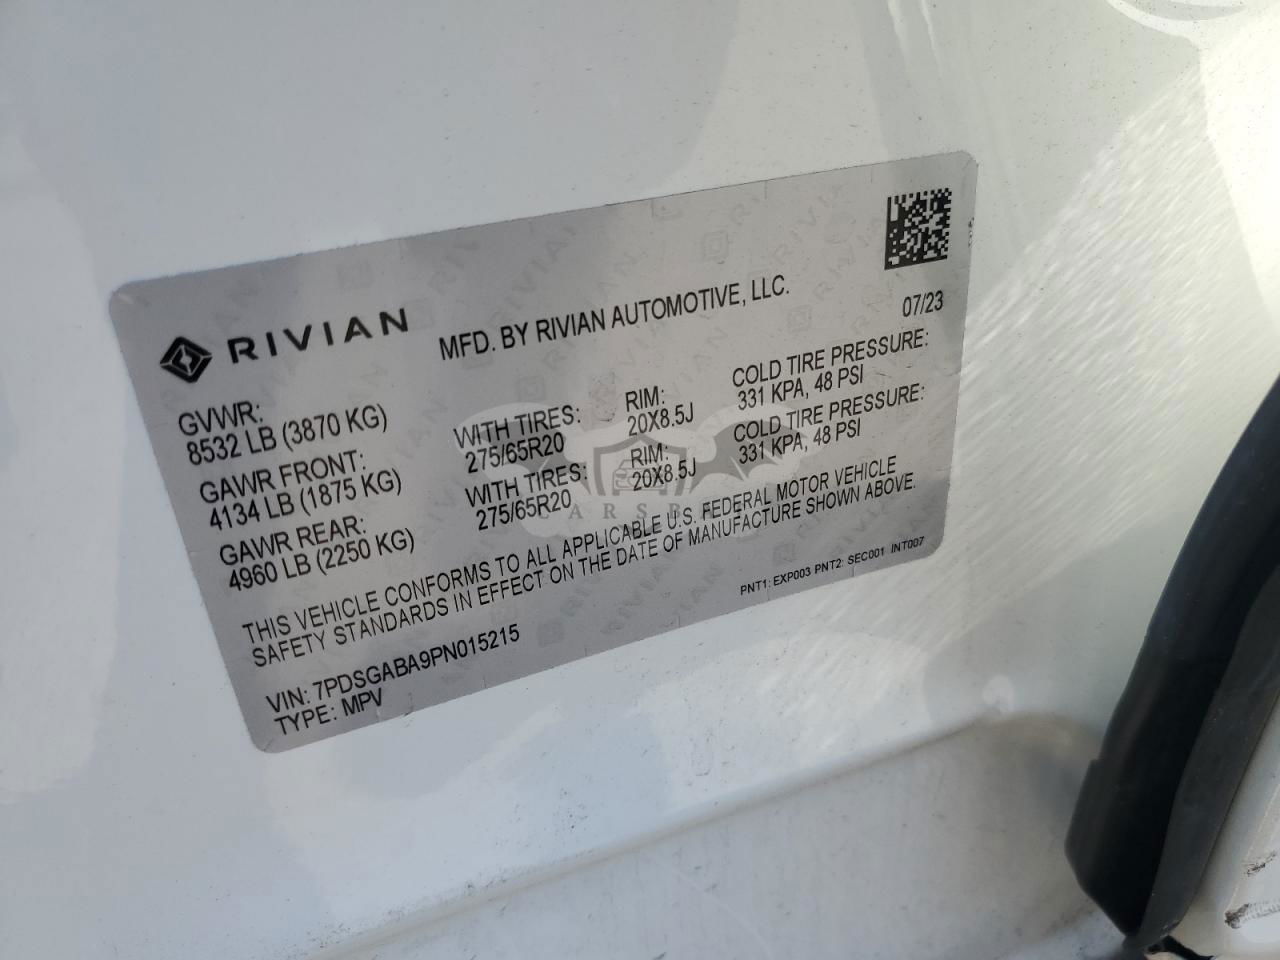 RIVIAN
MFD. BY RIVIAN AUTOMOTIVE, LLC.
07/23
GVWR:
8532 LB (3870 KG)
GAWR FRONT:
4134 LB (1875 KG)
WITH TIRES:
275/65R20
RIM:
20X8.5J
COLD TIRE PRESSURE:
331 KPA, 48 PSI
GAWR REAR:
4960 LB (2250 KG)
WITH TIRES:
275/65R20
RIM:
20X8.5J
COLD TIRE PRESSURE:
331 KPA, 48 PSI
THIS VEHICLE CONFORMS TO ALL APPLICABLE U.S. FEDERAL MOTOR VEHICLE
SAFETY STANDARDS IN EFFECT ON THE DATE OF MANUFACTURE SHOWN ABOVE.
PNT1: EXP003 PNT2: SEC001 INT007
VIN: 7PDSGABA9PN015215
TYPE: MPV